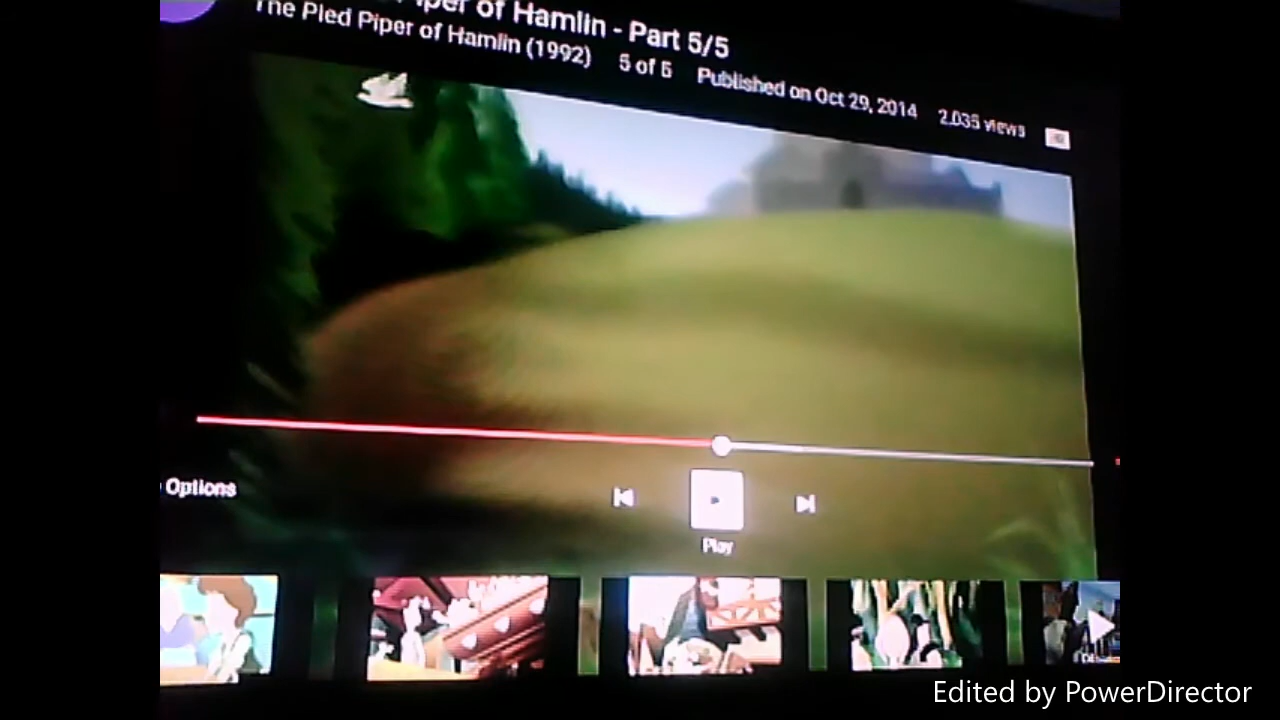 Piper of Hamlin - Part 5/5
The Pied Piper of Hamlin (1992) 5 of 5 Published on Oct 29, 2014 2,035 views
Options
Play
Edited by PowerDirector